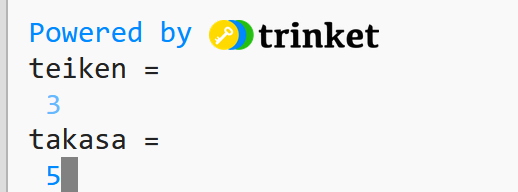 Powered by trinket
teiken =
3
takasa =
5